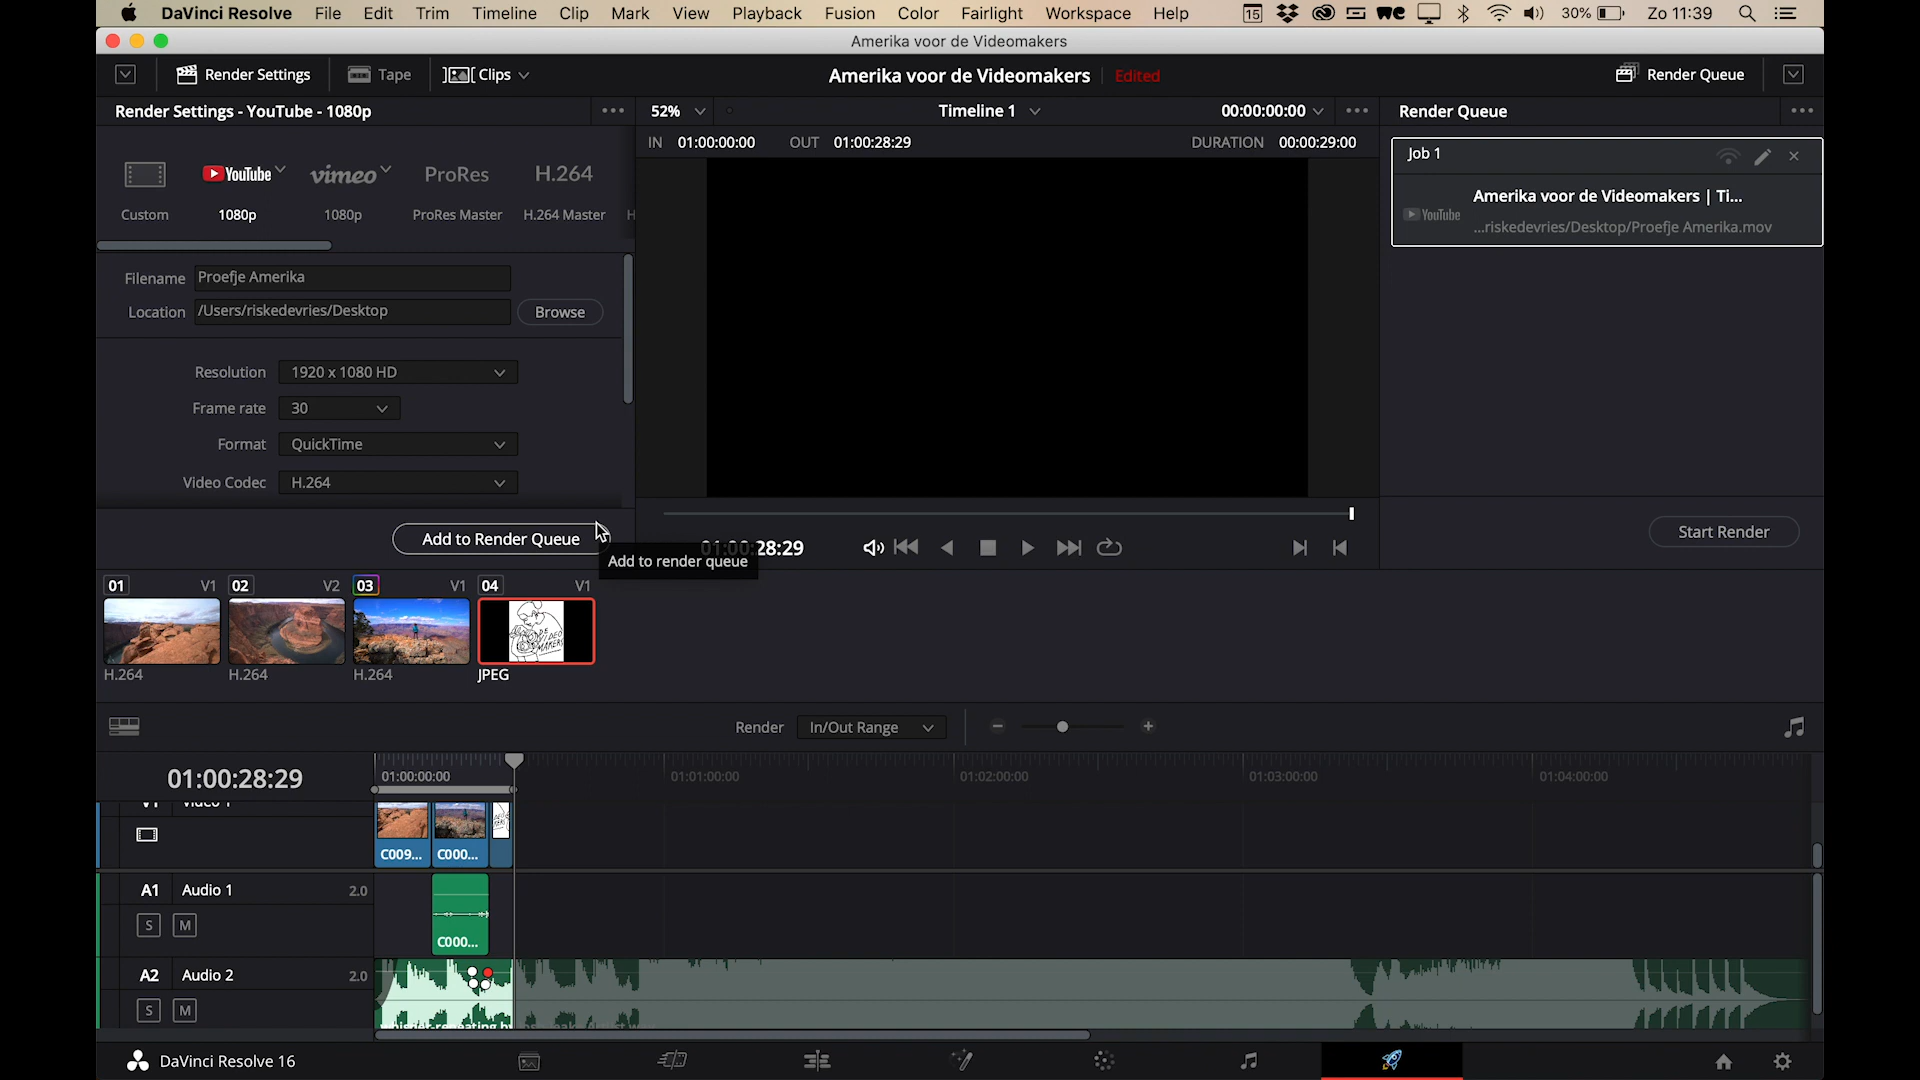 DaVinci Resolve File Edit Trim Timeline Clip Mark View Playback Fusion Color Fairlight Workspace Help 15 30% Zo 11:39
Amerika voor de Videomakers
Render Settings Tape Clips Amerika voor de Videomakers Edited Render Queue
Render Settings - YouTube - 1080p 52% Timeline 1 00:00:00:00 Render Queue
IN 01:00:00:00 OUT 01:00:28:29 DURATION 00:00:29:00
Job 1
YouTube vimeo ProRes H.264
Custom 1080p 1080p ProRes Master H.264 Master H
Amerika voor de Videomakers | Ti...
YouTube
...riskedevries/Desktop/Proefje Amerika.mov
Filename Proefje Amerika
Location /Users/riskedevries/Desktop Browse
Resolution 1920 x 1080 HD
Frame rate 30
Format QuickTime
Video Codec H.264
Add to Render Queue
01:00:28:29
Add to render queue
Start Render
01 V1 02 V2 03 V1 04 V1
DE VIDEO MAKERS
H.264 H.264 H.264 JPEG
Render In/Out Range
01:00:28:29
01:00:00:00 01:01:00:00 01:02:00:00 01:03:00:00 01:04:00:00
V1 Video 1
C009... C000...
A1 Audio 1 2.0
S M
C000...
A2 Audio 2 2.0
S M
DaVinci Resolve 16